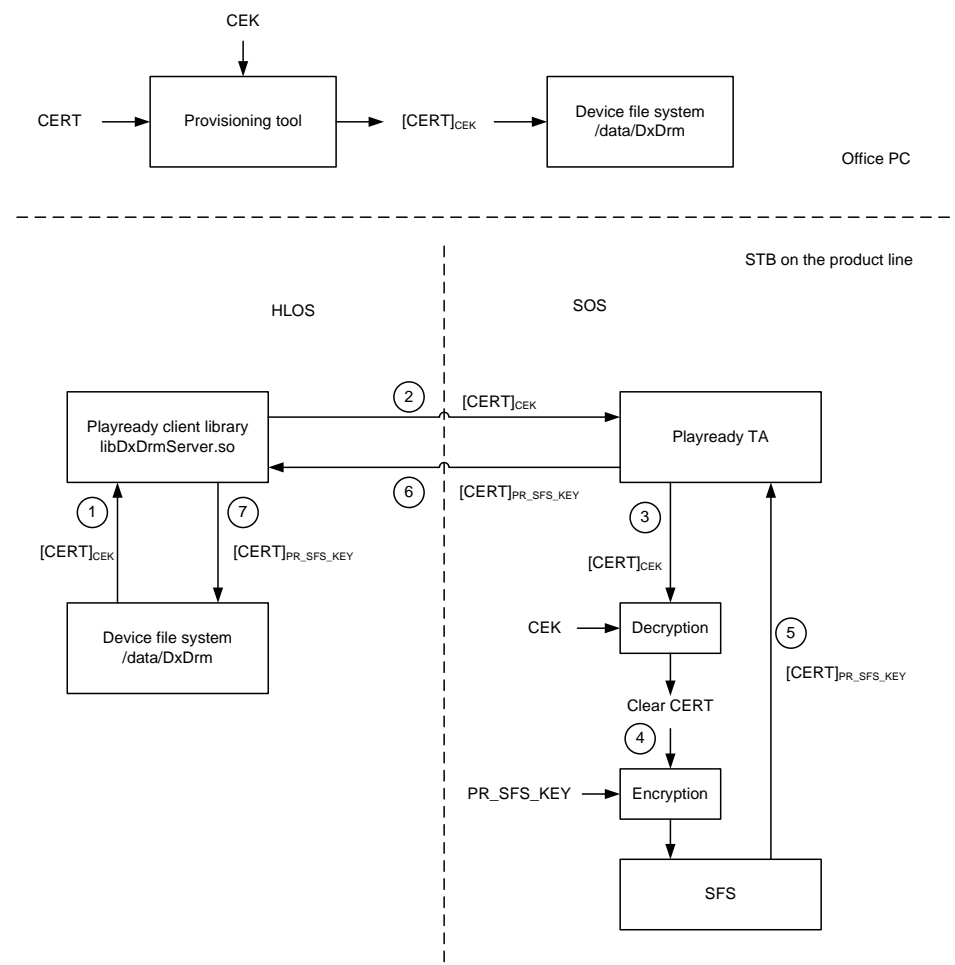 CEK
CERT
Provisioning tool
[CERT]CEK
Device file system
/data/DxDrm
Office PC
STB on the product line
HLOS
SOS
2
[CERT]CEK
Playready client library
libDxDrmServer.so
Playready TA
6
[CERT]PR_SFS_KEY
1
7
3
[CERT]CEK
[CERT]PR_SFS_KEY
[CERT]CEK
Device file system
/data/DxDrm
CEK
Decryption
5
[CERT]PR_SFS_KEY
Clear CERT
4
PR_SFS_KEY
Encryption
SFS